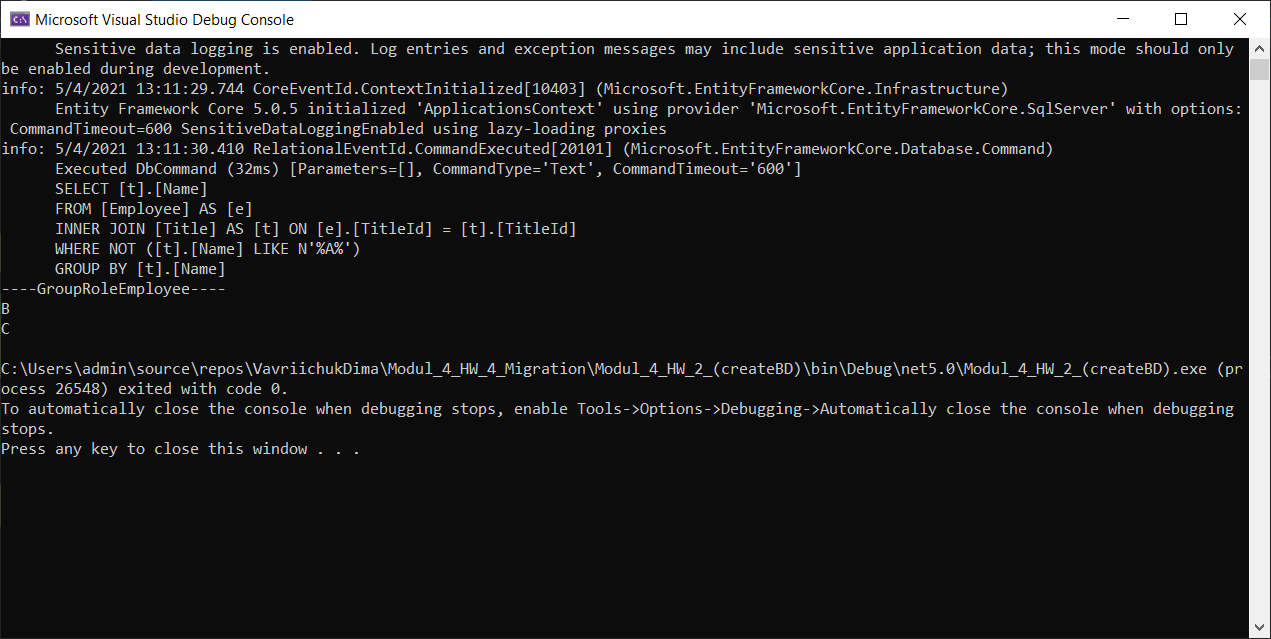 Microsoft Visual Studio Debug Console
Sensitive data logging is enabled. Log entries and exception messages may include sensitive application data; this mode should only
be enabled during development.
info: 5/4/2021 13:11:29.744 CoreEventId.ContextInitialized[10403] (Microsoft.EntityFrameworkCore.Infrastructure)
Entity Framework Core 5.0.5 initialized 'ApplicationsContext' using provider 'Microsoft.EntityFrameworkCore.SqlServer' with options:
CommandTimeout=600 SensitiveDataLoggingEnabled using lazy-loading proxies
info: 5/4/2021 13:11:30.410 RelationalEventId.CommandExecuted[20101] (Microsoft.EntityFrameworkCore.Database.Command)
Executed DbCommand (32ms) [Parameters=[], CommandType='Text', CommandTimeout='600']
SELECT [t].[Name]
FROM [Employee] AS [e]
INNER JOIN [Title] AS [t] ON [e].[TitleId] = [t].[TitleId]
WHERE NOT ([t].[Name] LIKE N'%A%')
GROUP BY [t].[Name]
----GroupRoleEmployee----
B
C
C:\Users\admin\source\repos\VavriichukDima\Modul_4_HW_4_Migration\Modul_4_HW_2_(createBD)\bin\Debug\net5.0\Modul_4_HW_2_(createBD).exe (pr
ocess 26548) exited with code 0.
To automatically close the console when debugging stops, enable Tools->Options->Debugging->Automatically close the console when debugging
stops.
Press any key to close this window . . .